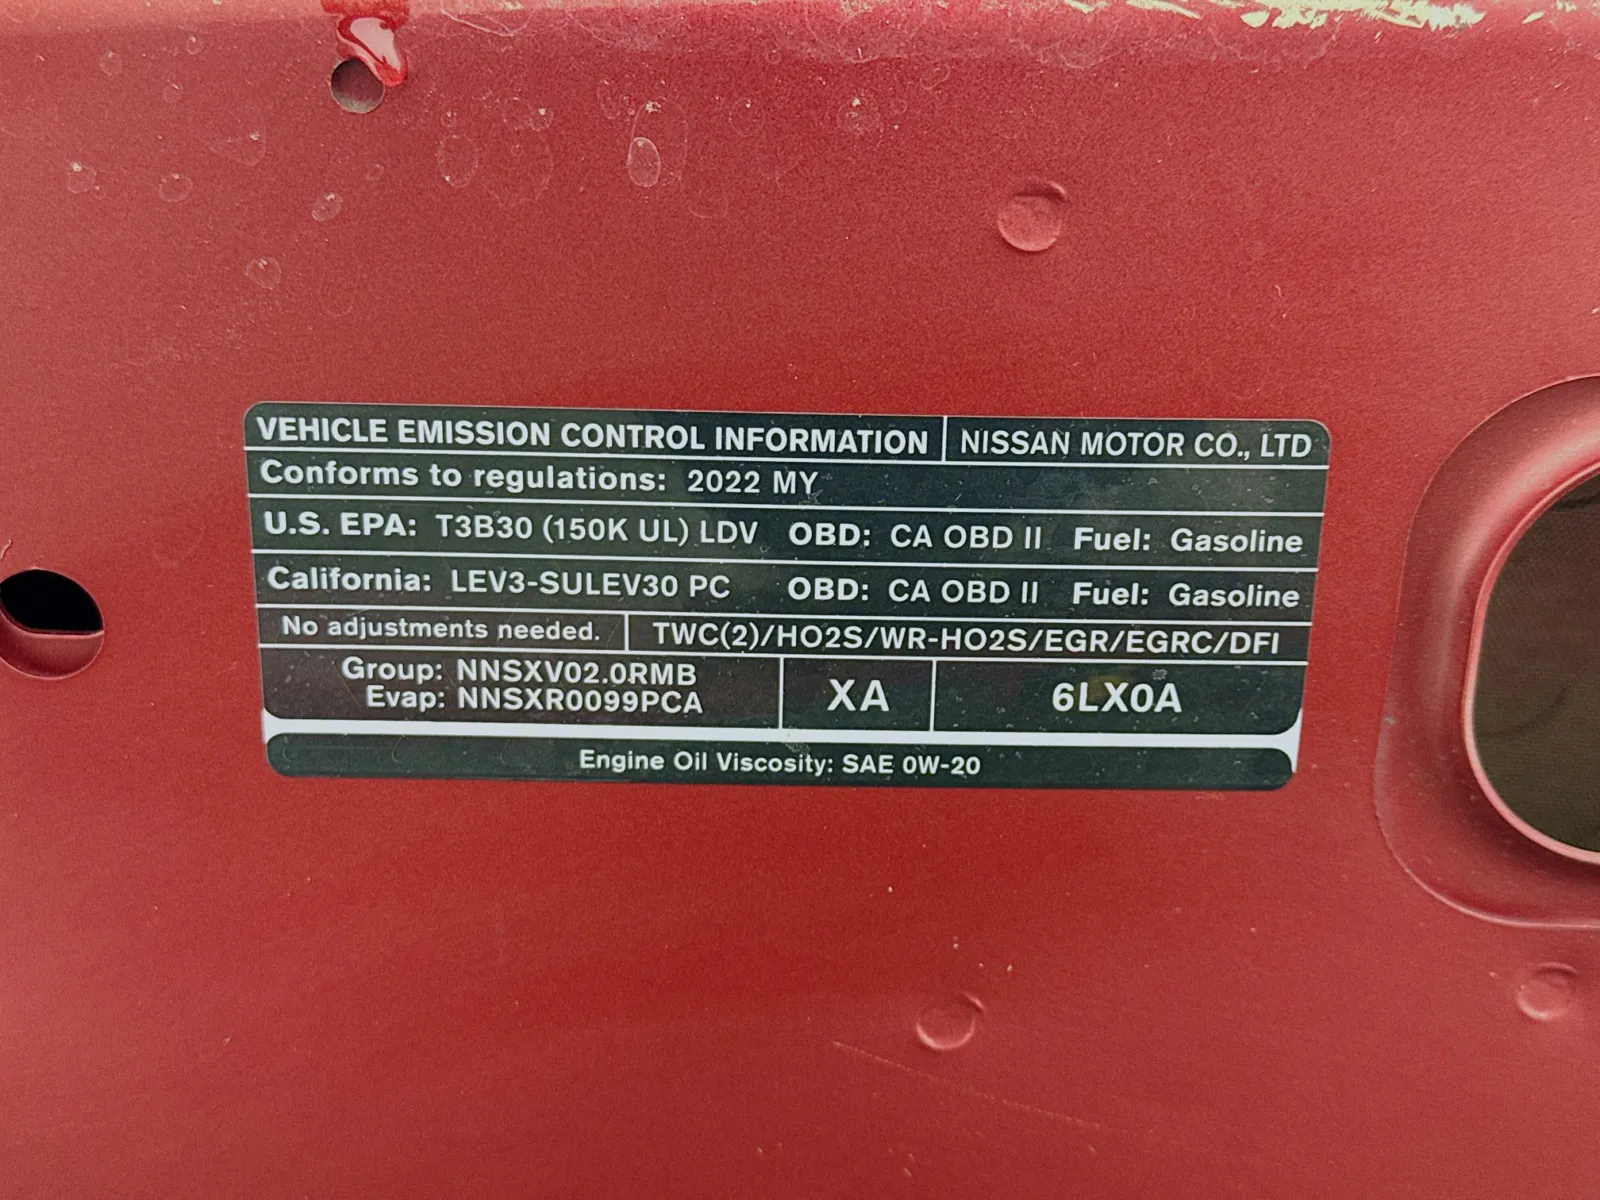 VEHICLE EMISSION CONTROL INFORMATION NISSAN MOTOR CO., LTD
Conforms to regulations: 2022 MY
U.S. EPA: T3B30 (150K UL) LDV OBD: CA OBD II Fuel: Gasoline
California: LEV3-SULEV30 PC OBD: CA OBD II Fuel: Gasoline
No adjustments needed. TWC(2)/HO2S/WR-HO2S/EGR/EGRC/DFI
Group: NNSXV02.0RMB
Evap: NNSXR0099PCA
XA
6LX0A
Engine Oil Viscosity: SAE 0W-20